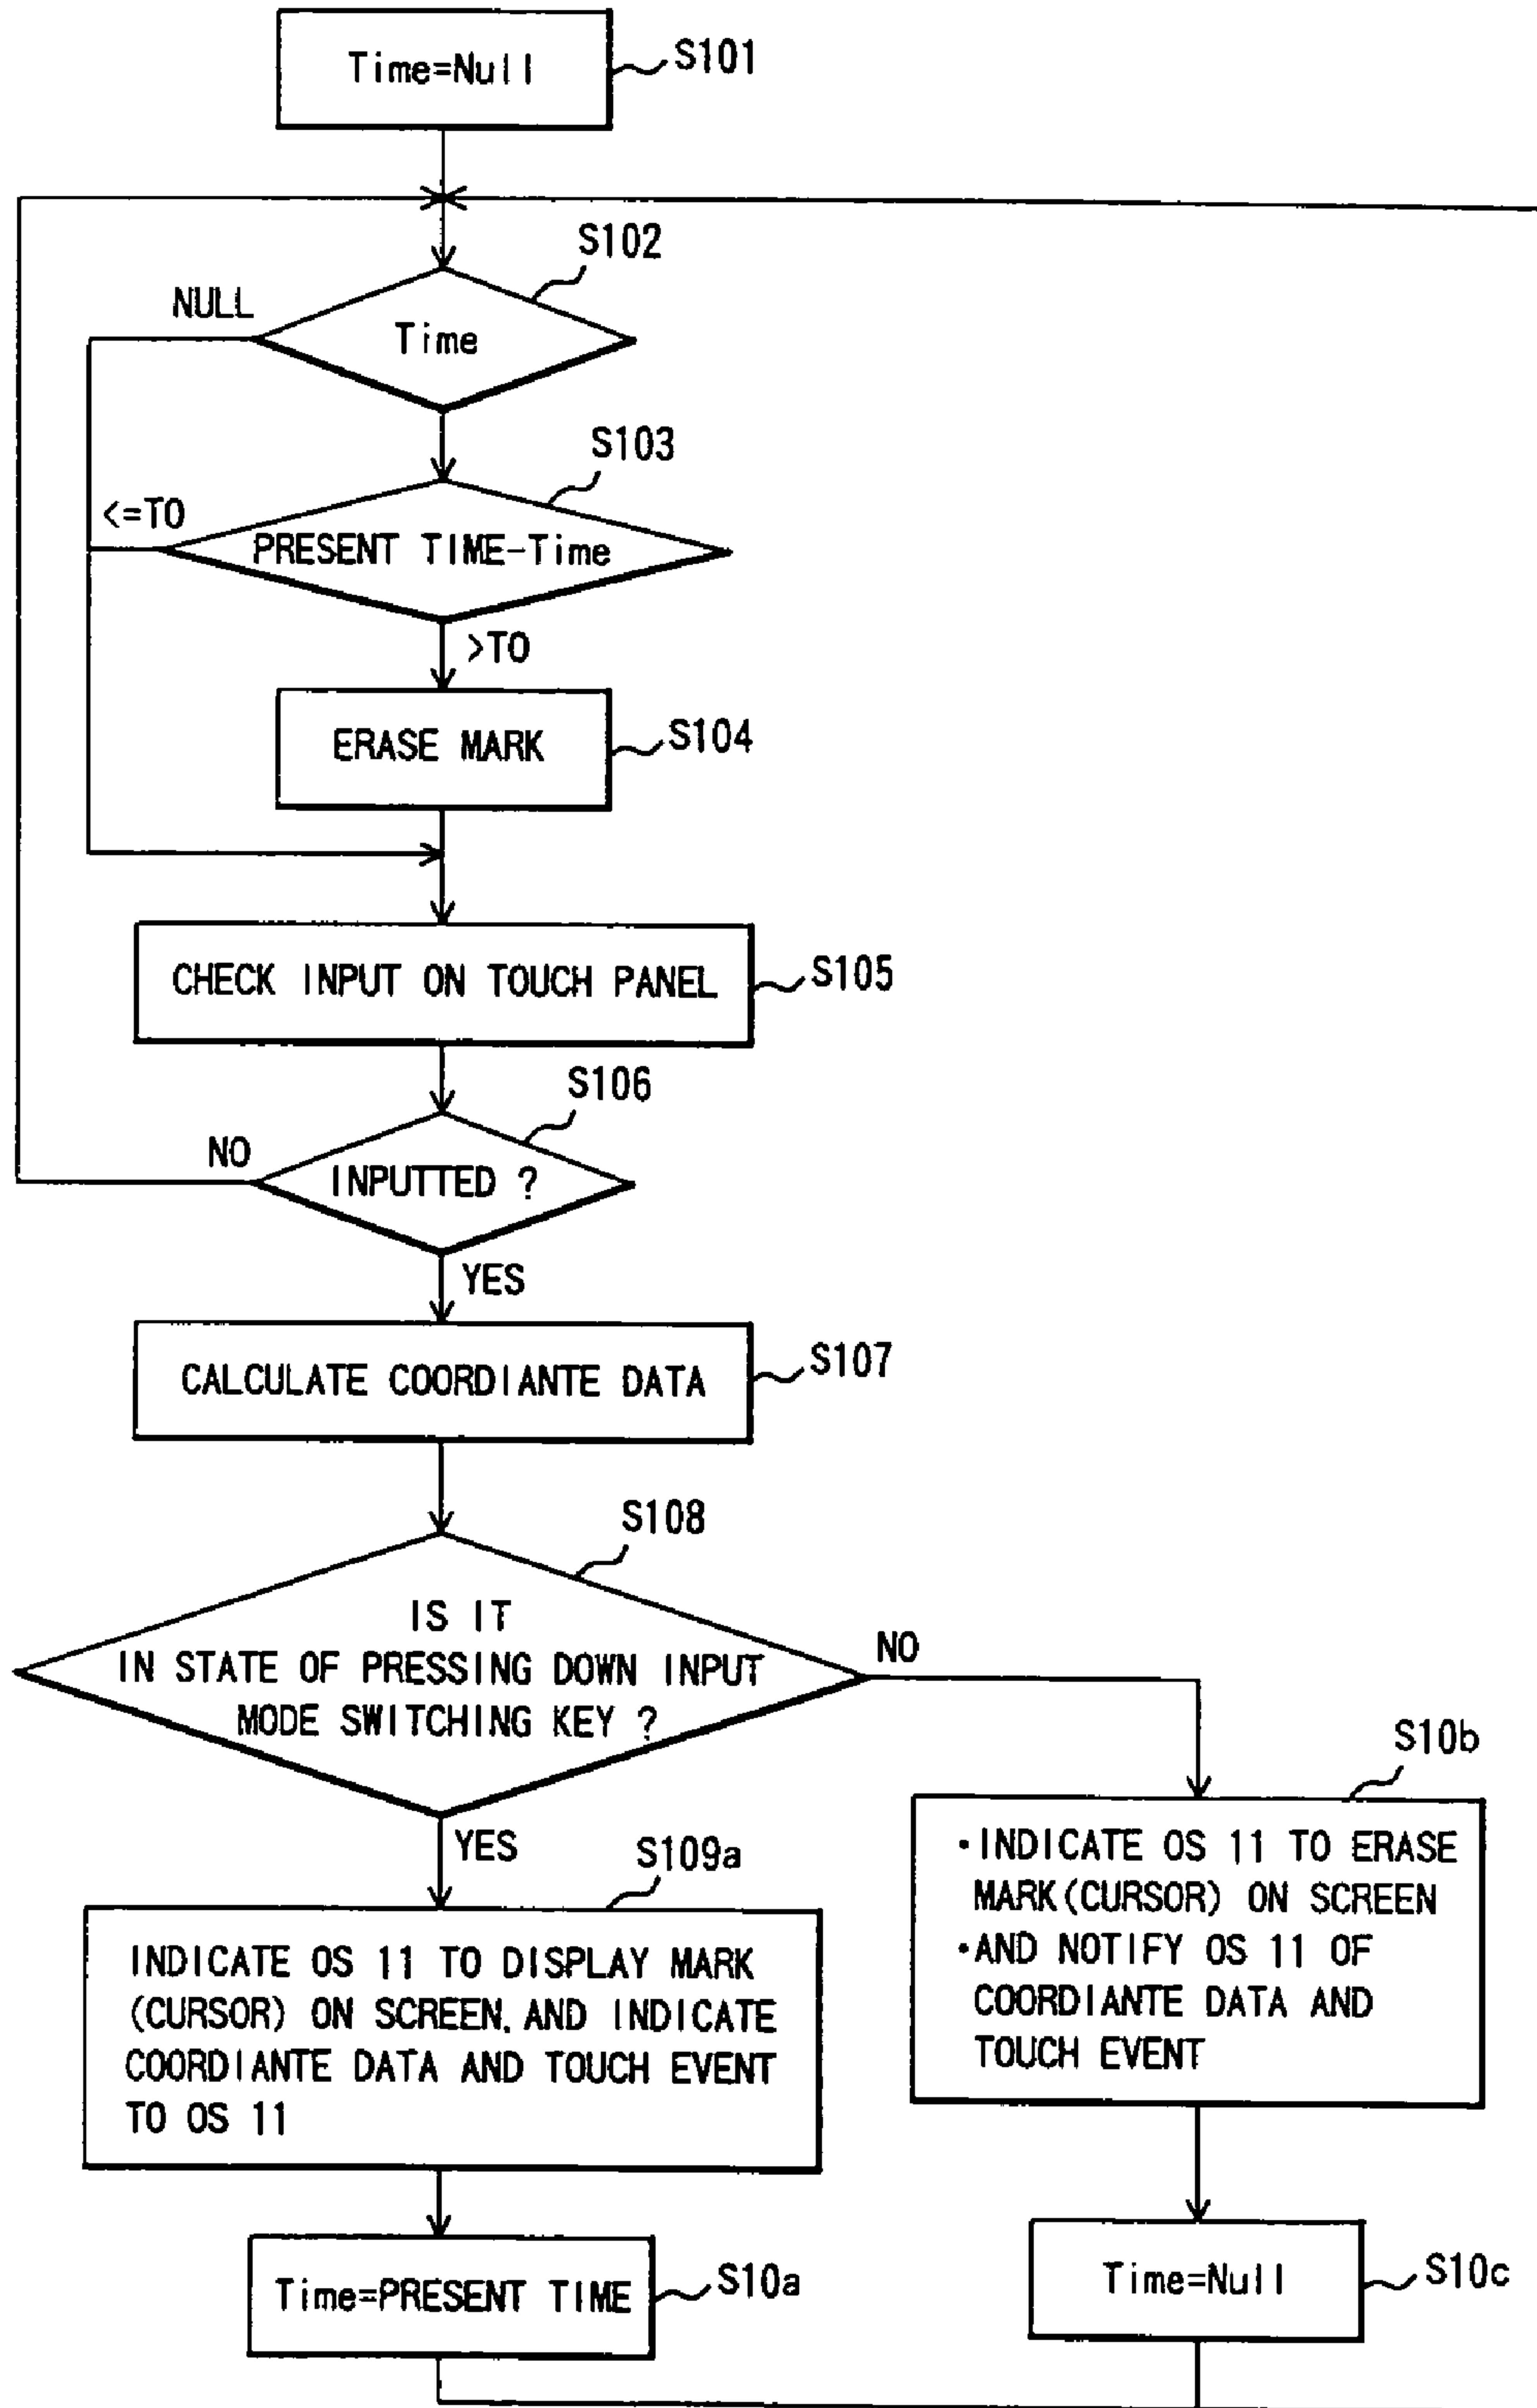 Time=Null
S101
S102
NULL
Time
S103
<=T0
PRESENT TIME-Time
>T0
ERASE MARK
S104
CHECK INPUT ON TOUCH PANEL
S105
S106
NO
INPUTTED ?
YES
CALCULATE COORDIANTE DATA
S107
S108
IS IT
IN STATE OF PRESSING DOWN INPUT
MODE SWITCHING KEY ?
NO
YES
S109a
INDICATE OS 11 TO DISPLAY MARK
(CURSOR) ON SCREEN, AND INDICATE
COORDIANTE DATA AND TOUCH EVENT
TO OS 11
S10b
・INDICATE OS 11 TO ERASE
MARK(CURSOR) ON SCREEN
・AND NOTIFY OS 11 OF
COORDIANTE DATA AND
TOUCH EVENT
Time=PRESENT TIME
S10a
Time=Null
S10c